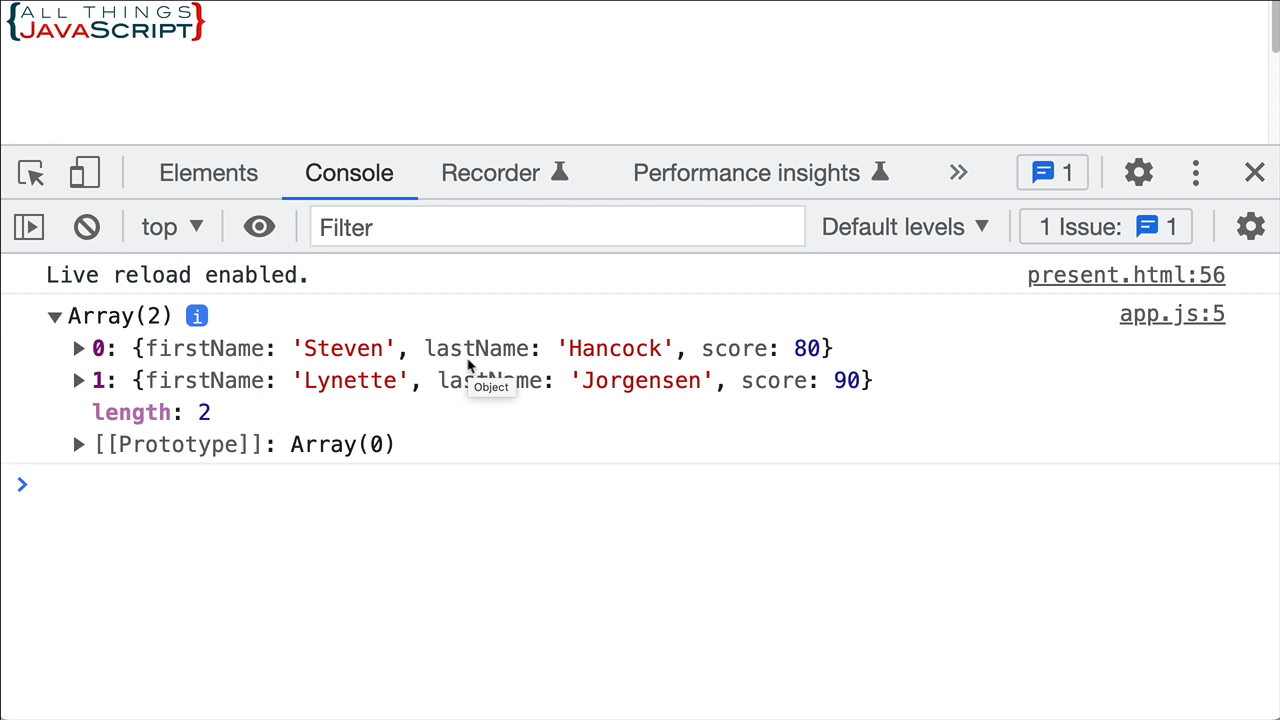 {ALL THINGS
JAVASCRIPT}
Elements Console Recorder Performance insights 1
top Filter Default levels 1 Issue: 1
Live reload enabled. present.html:56
Array(2) i app.js:5
0: {firstName: 'Steven', lastName: 'Hancock', score: 80}
1: {firstName: 'Lynette', lastName: 'Jorgensen', score: 90}
Object
length: 2
[[Prototype]]: Array(0)